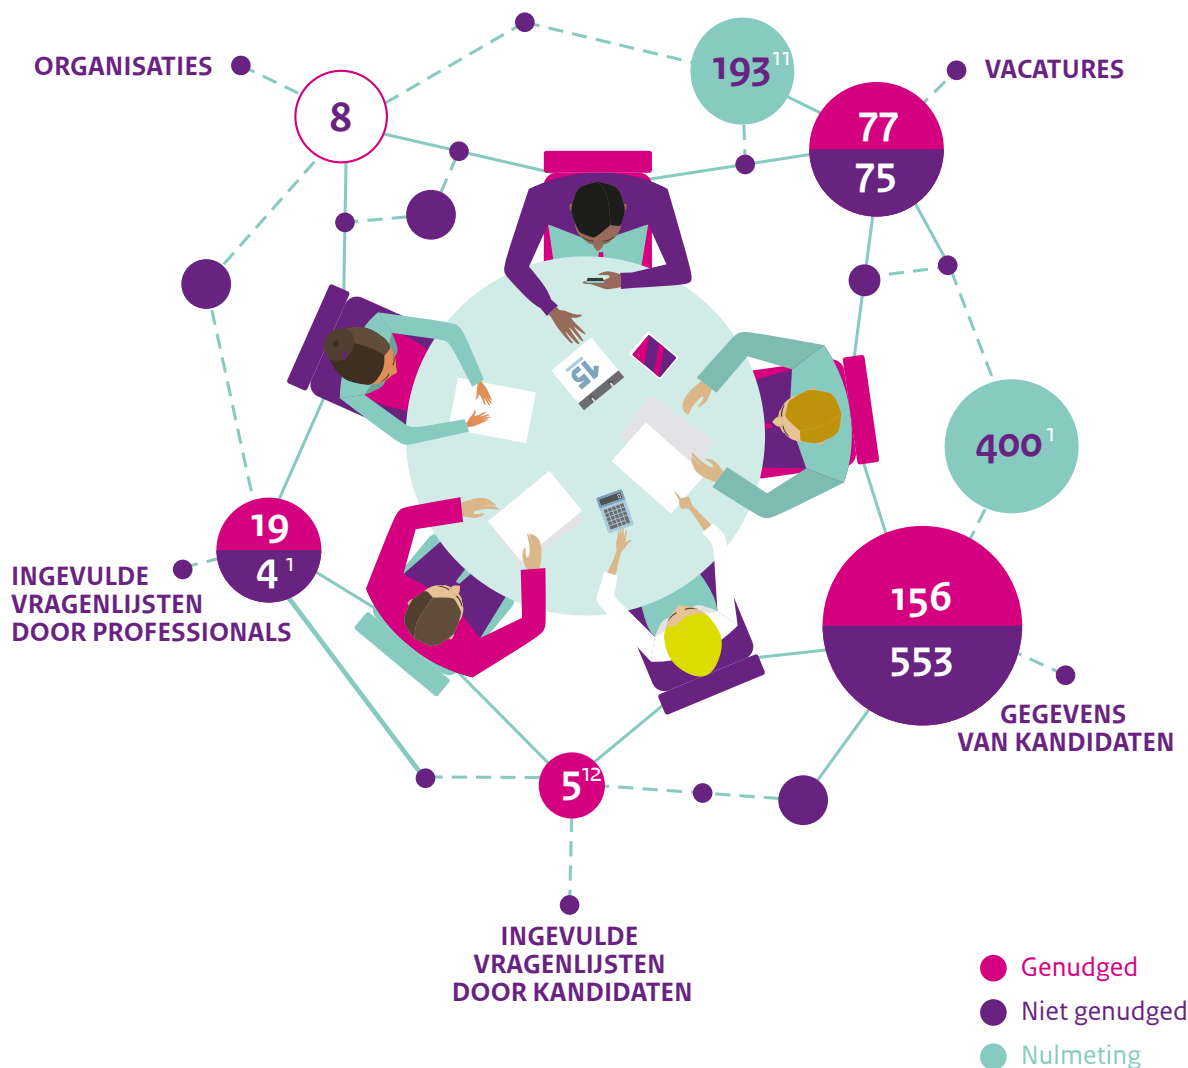 ORGANISATIES
8
193 11
VACATURES
77
75
15
400 1
19
4 1
INGEVULDE
VRAGENLIJSTEN
DOOR PROFESSIONALS
156
553
GEGEVENS
VAN KANDIDATEN
5 12
INGEVULDE
VRAGENLIJSTEN
DOOR KANDIDATEN
Genudged
Niet genudged
Nulmeting